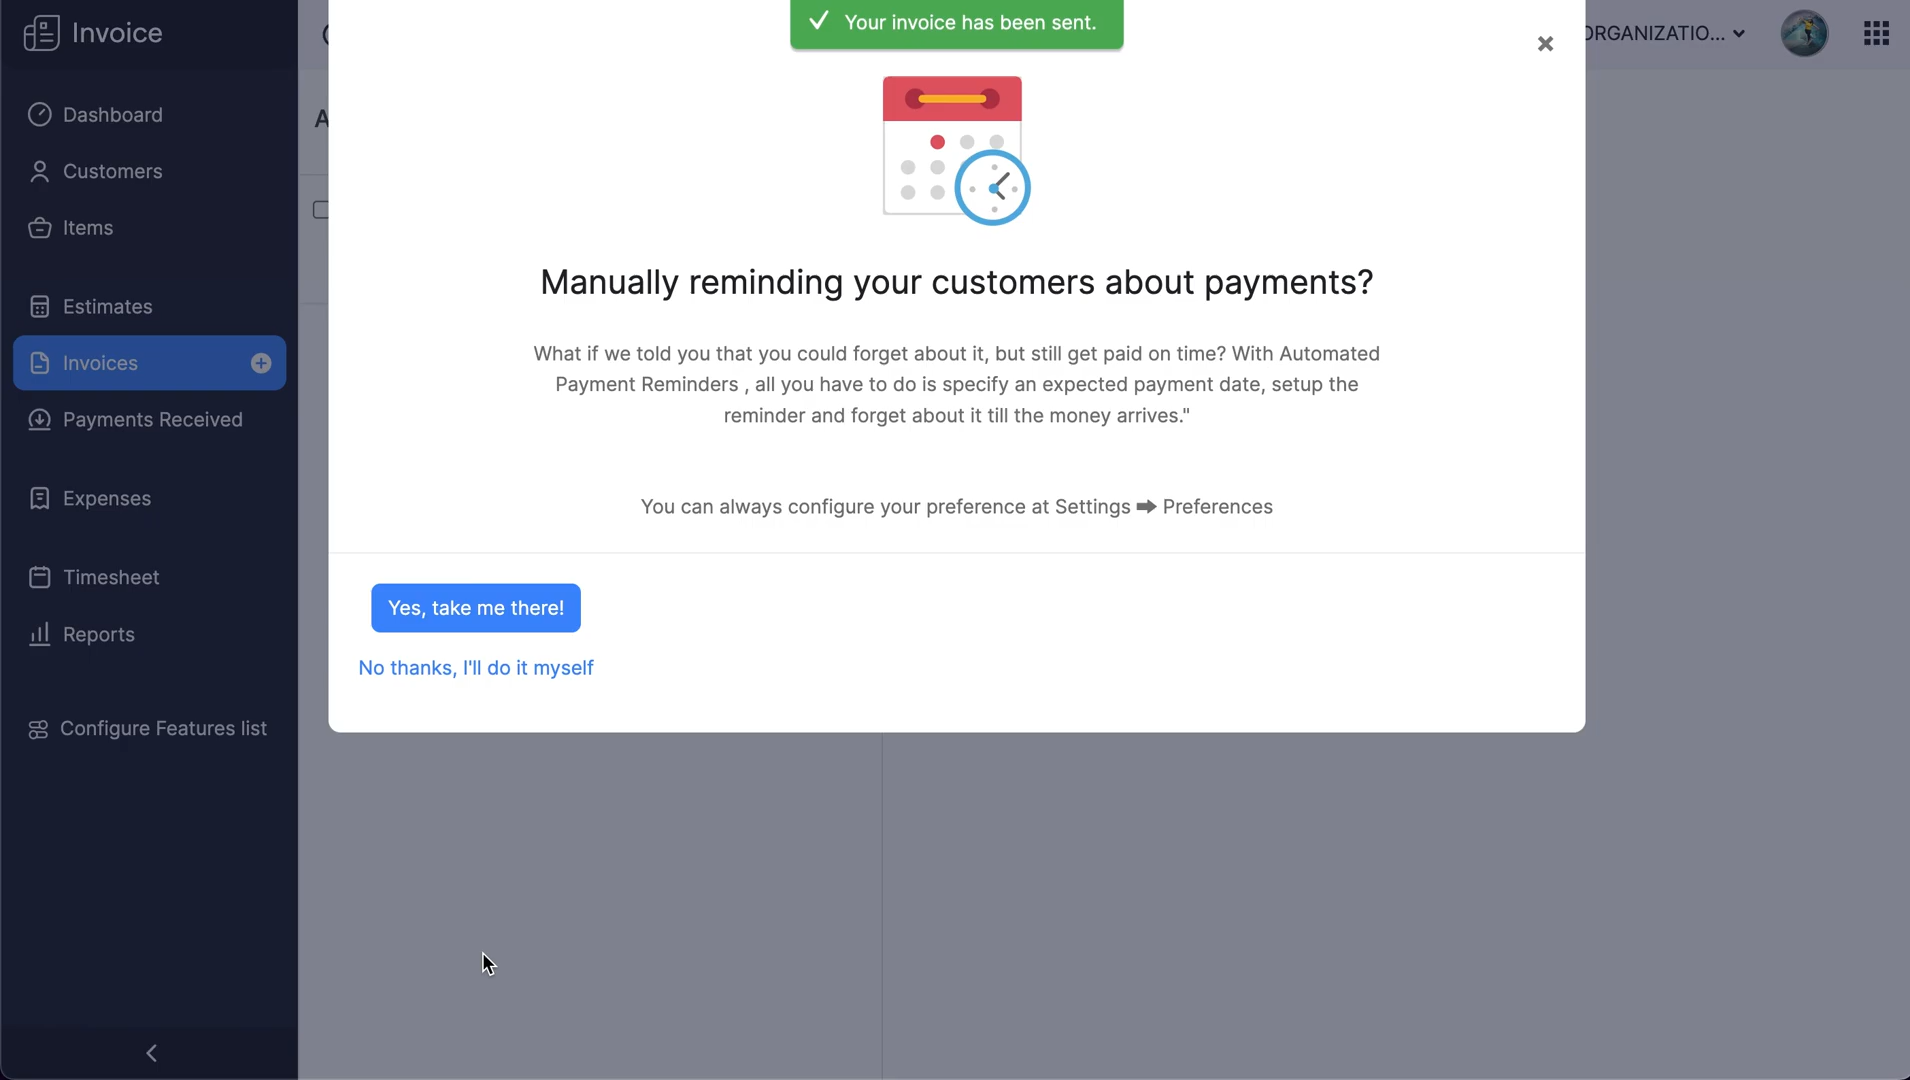 Invoice
Your invoice has been sent.
ORGANIZATIO...
Dashboard
Customers
Items
Estimates
Invoices
Payments Received
Expenses
Timesheet
Reports
Configure Features list
A
Manually reminding your customers about payments?
What if we told you that you could forget about it, but still get paid on time? With Automated
Payment Reminders , all you have to do is specify an expected payment date, setup the
reminder and forget about it till the money arrives."
You can always configure your preference at Settings ➡ Preferences
Yes, take me there!
No thanks, I'll do it myself